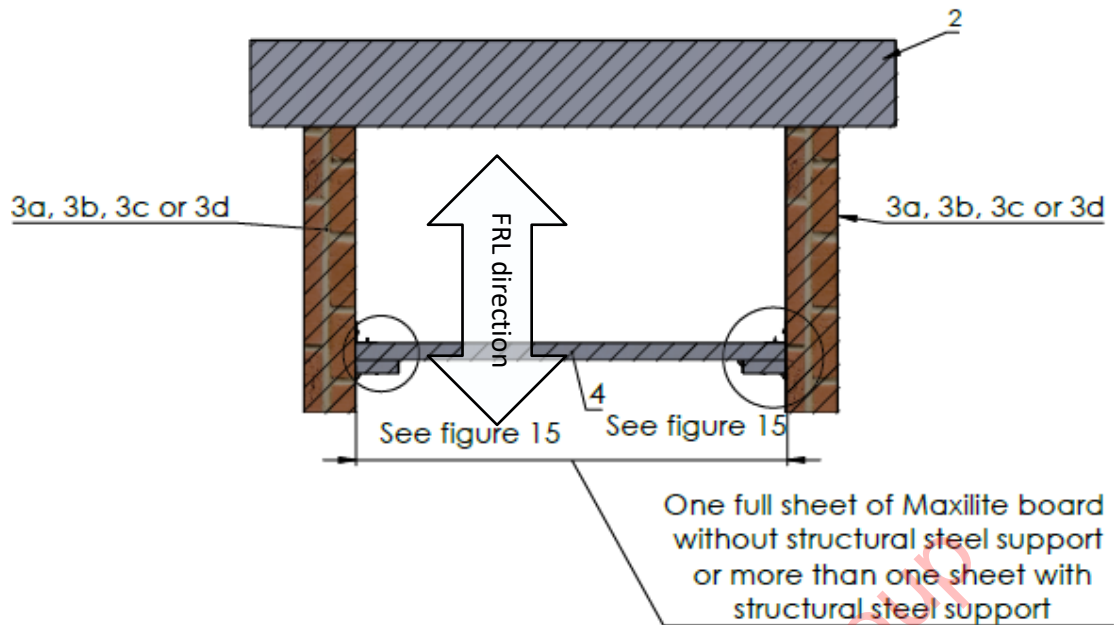 2
3a, 3b, 3c or 3d
3a, 3b, 3c or 3d
FRL direction
4
See figure 15
See figure 15
One full sheet of Maxilite board
without structural steel support
or more than one sheet with
structural steel support